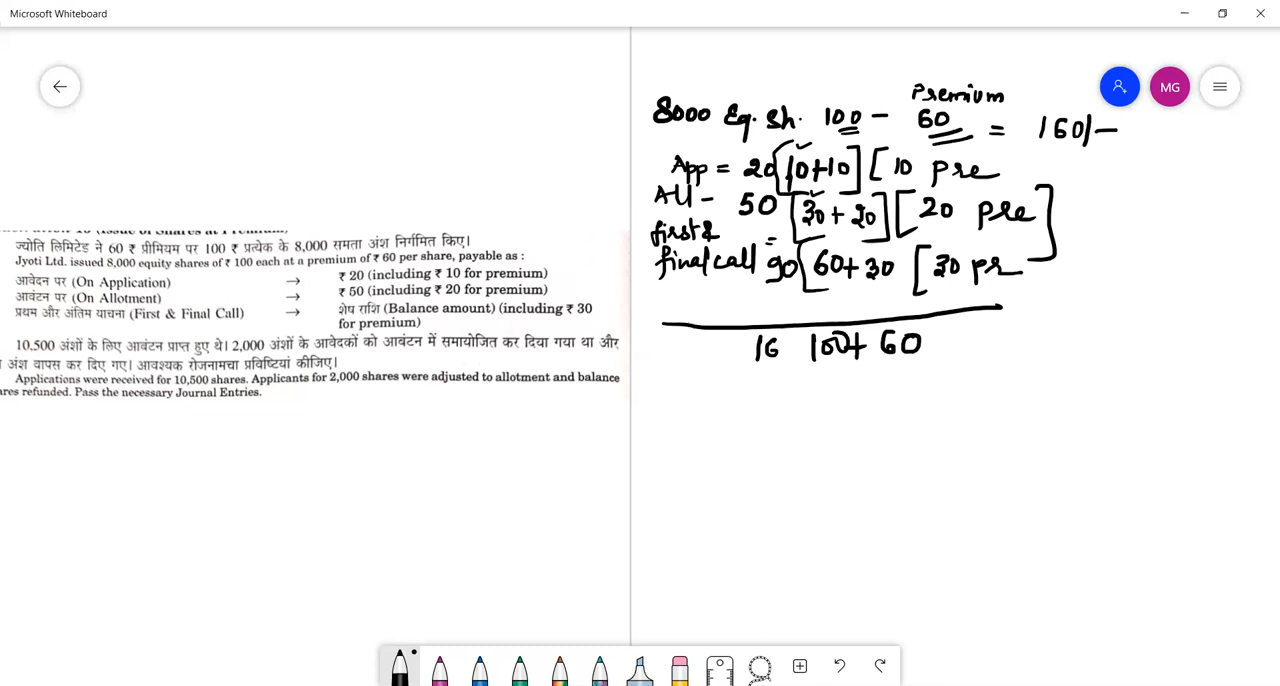 Microsoft Whiteboard
MG
ज्योति लिमिटेड ने 60 ₹ प्रीमियम पर 100 ₹ प्रत्येक के 8,000 समता अंश निर्गमित किए।
Jyoti Ltd. issued 8,000 equity shares of ₹ 100 each at a premium of ₹ 60 per share, payable as :
आवेदन पर (On Application) → ₹ 20 (including ₹ 10 for premium)
आवंटन पर (On Allotment) → ₹ 50 (including ₹ 20 for premium)
प्रथम और अंतिम याचना (First & Final Call) → शेष राशि (Balance amount) (including ₹ 30
for premium)
10,500 अंशों के लिए आबंटन प्राप्त हुए थे। 2,000 अंशों के आवेदकों को आबंटन में समायोजित कर दिया गया था और
अंश वापस कर दिए गए। आवश्यक रोजनामचा प्रविष्टियां कीजिए।
Applications were received for 10,500 shares. Applicants for 2,000 shares were adjusted to allotment and balance
ares refunded. Pass the necessary Journal Entries.
Premium
8000 Eq. Sh. 100 - 60 = 160/-
App = 20 [10+10] [10 pre
All - 50 [30 + 20] [20 pre]
first &
final call = 90 [60+30 [30 pr
16 100+ 60